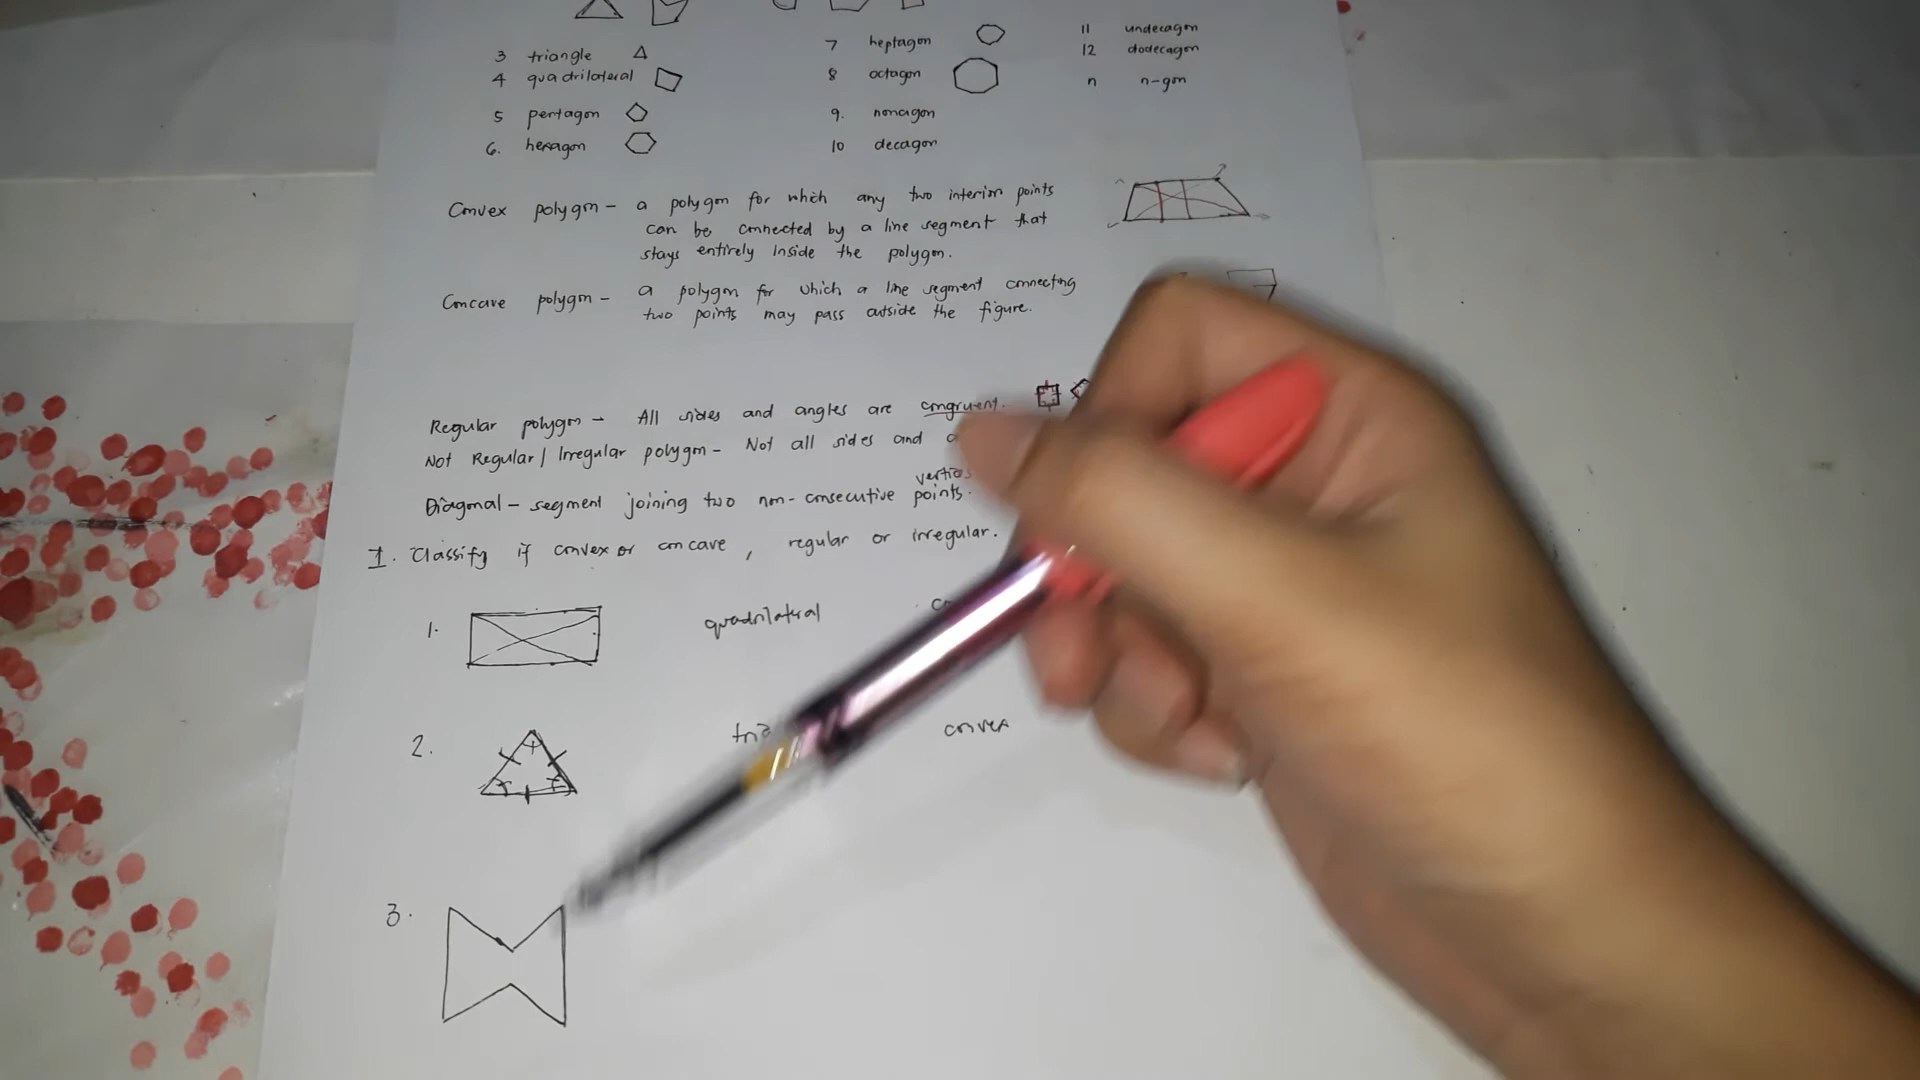 3 triangle
4 quadrilateral
5 pentagon
6. hexagon
7 heptagon
8 octagon
9. nonagon
10 decagon
11 undecagon
12 dodecagon
n n-gon
Convex polygon - a polygon for which any two interior points
can be connected by a line segment that
stays entirely inside the polygon.
Concave polygon - a polygon for which a line segment connecting
two points may pass outside the figure.
Regular polygon - All sides and angles are congruent.
Not Regular / Irregular polygon - Not all sides and
vertices
Diagonal - segment joining two non-consecutive points.
I. Classify if convex or concave, regular or irregular.
1. quadrilateral
2. convex
3.